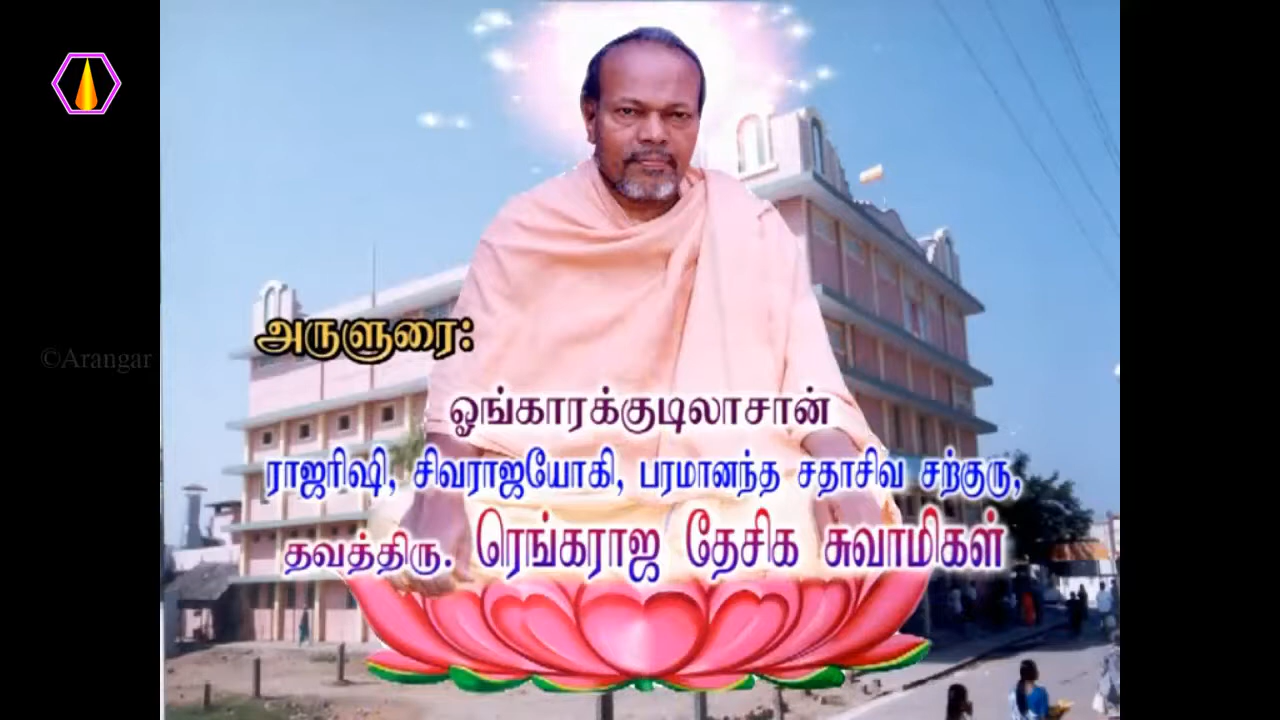 அருளுரை:
©Arangar
ஓங்காரக்குடிலாசான்
ராஜரிஷி, சிவராஜயோகி, பரமானந்த சதாசிவ சற்குரு,
தவத்திரு. ரெங்கராஜ தேசிக சுவாமிகள்